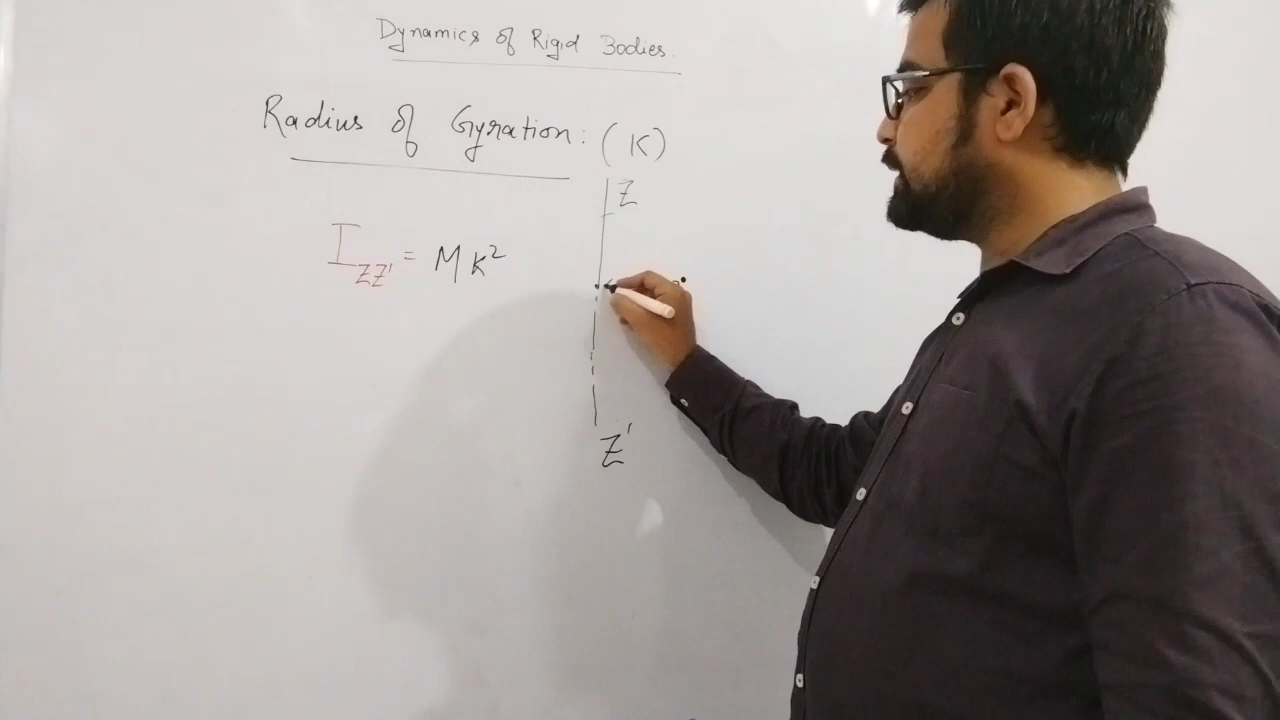 Dynamics of Rigid Bodies.
Radius of Gyration: (K)
Z
I_ZZ' = MK²
Z'